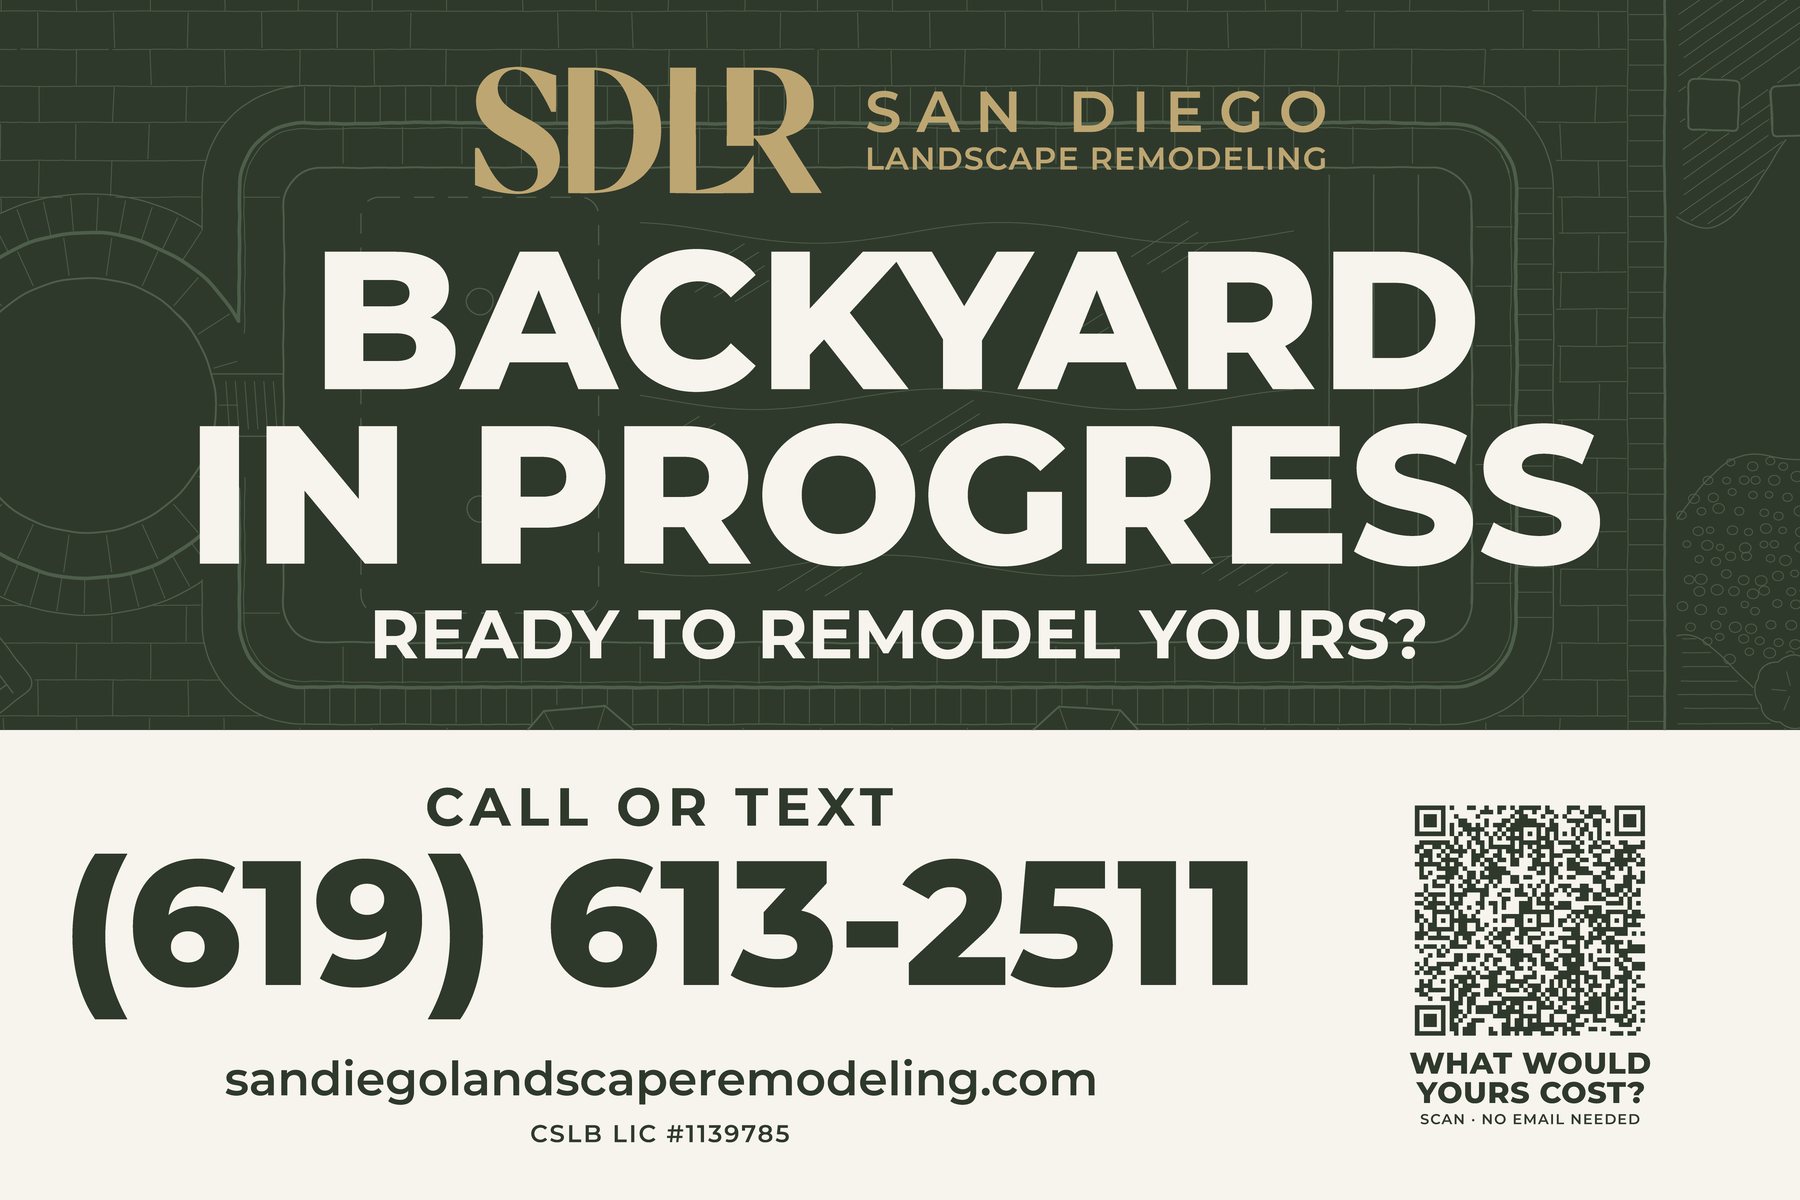 SDLR
SAN DIEGO
LANDSCAPE REMODELING
BACKYARD
IN PROGRESS
READY TO REMODEL YOURS?
CALL OR TEXT
(619) 613-2511
sandiegolandscaperemodeling.com
CSLB LIC #1139785
WHAT WOULD
YOURS COST?
SCAN · NO EMAIL NEEDED